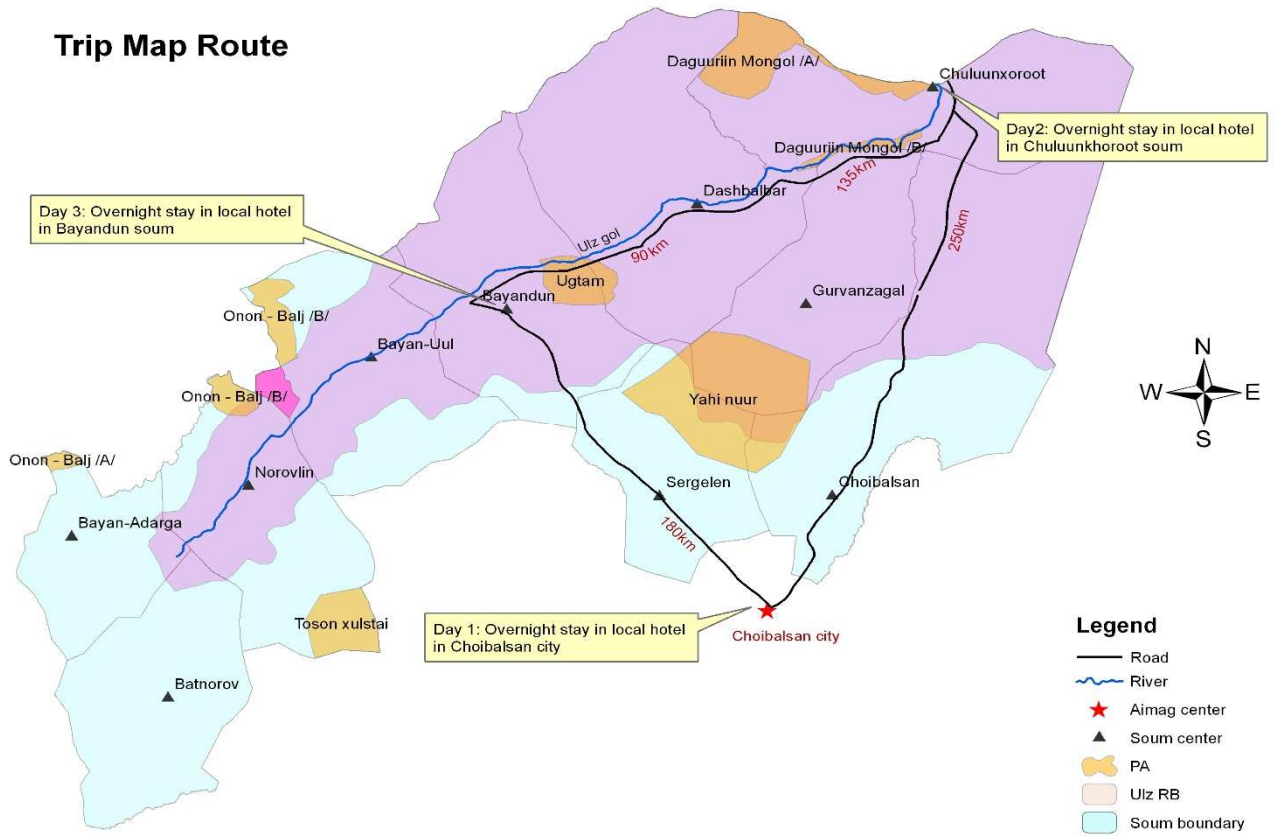 Trip Map Route
Daguuriin Mongol /A/
Chuluunxoroot
Day2: Overnight stay in local hotel
in Chuluunkhoroot soum
Daguuriin Mongol /B/
135km
Dashbalbar
Day 3: Overnight stay in local hotel
in Bayandun soum
Ulz gol
90km
250km
Ugtam
Bayandun
Gurvanzagal
Onon - Balj /B/
Bayan-Uul
N
W
E
S
Onon - Balj /B/
Yahi nuur
Onon - Balj /A/
Norovlin
Sergelen
Choibalsan
Bayan-Adarga
180km
Toson xulstai
Day 1: Overnight stay in local hotel
in Choibalsan city
Choibalsan city
Batnorov
Legend
Road
River
Aimag center
Soum center
PA
Ulz RB
Soum boundary